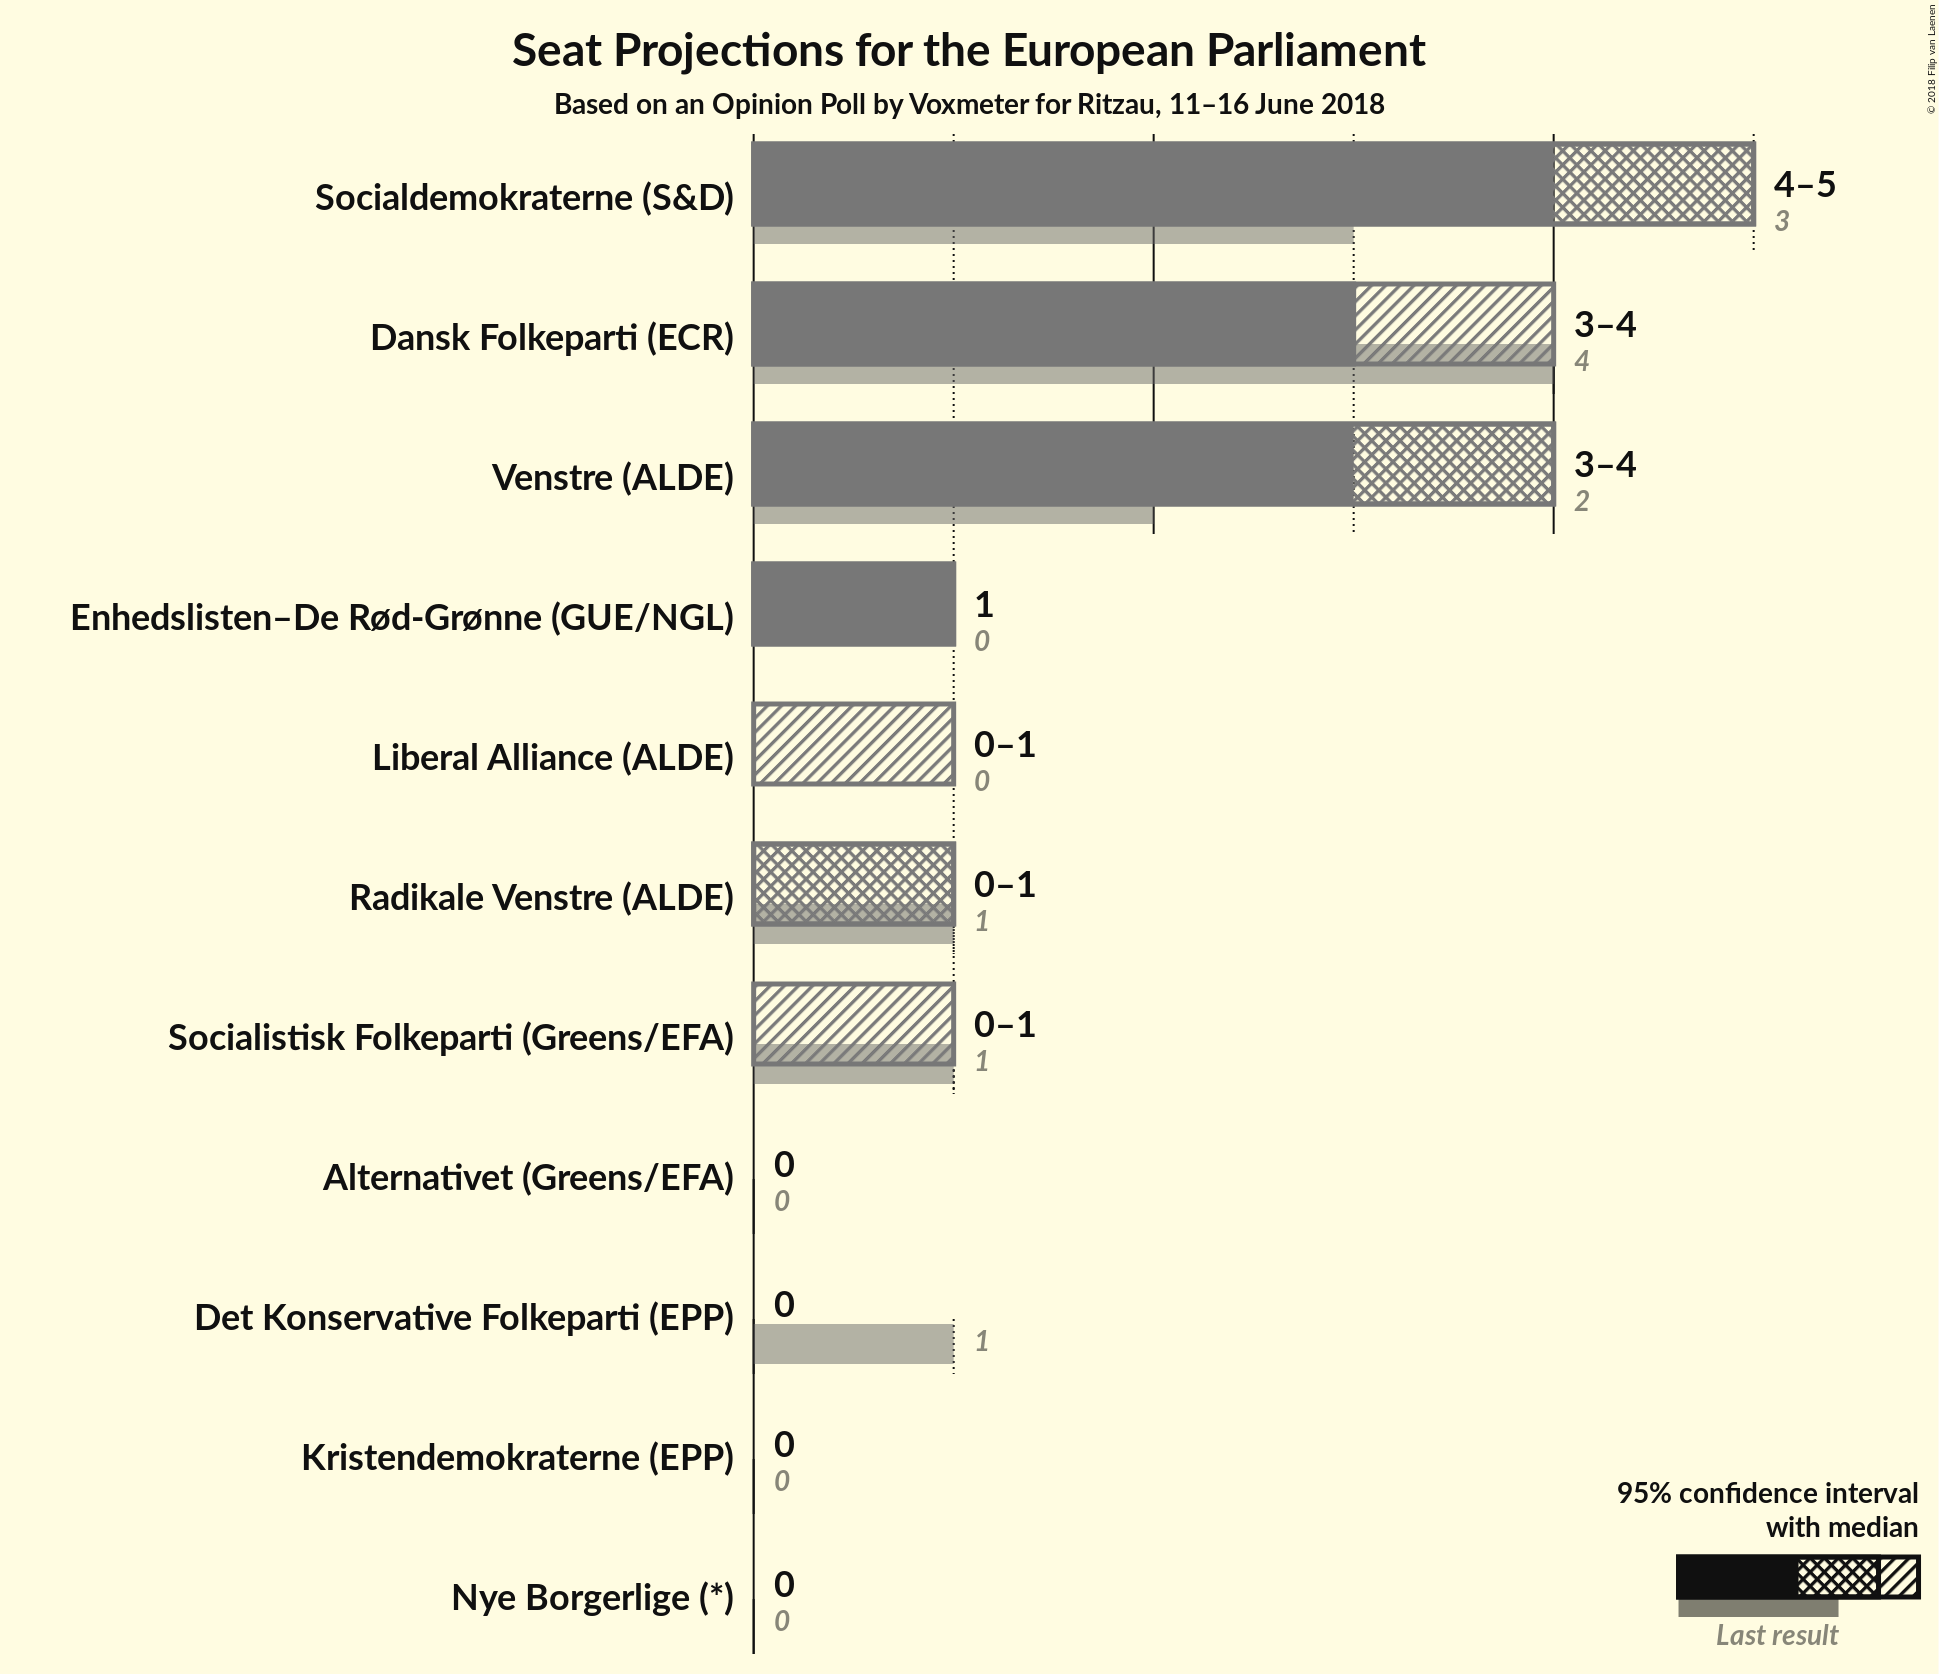 Seat Projections for the European Parliament
Based on an Opinion Poll by Voxmeter for Ritzau, 11–16 June 2018
© 2018 Filip van Laenen
Socialdemokraterne (S&D)
4–5
3
Dansk Folkeparti (ECR)
3–4
4
Venstre (ALDE)
3–4
2
Enhedslisten–De Rød-Grønne (GUE/NGL)
1
0
Liberal Alliance (ALDE)
0–1
0
Radikale Venstre (ALDE)
0–1
1
Socialistisk Folkeparti (Greens/EFA)
0–1
1
Alternativet (Greens/EFA)
0
0
Det Konservative Folkeparti (EPP)
0
1
Kristendemokraterne (EPP)
0
0
Nye Borgerlige (*)
0
0
95% confidence interval
with median
Last result